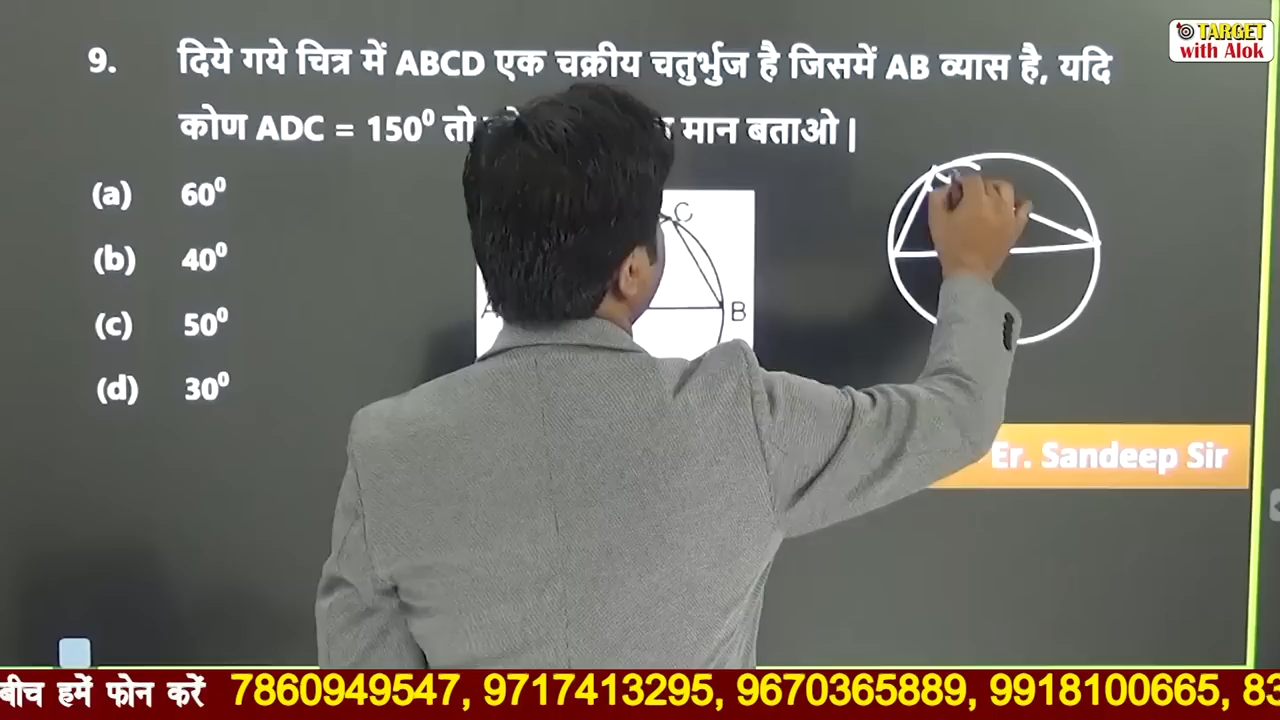 TARGET
with Alok
9. दिये गये चित्र में ABCD एक चक्रीय चतुर्भुज है जिसमें AB व्यास है, यदि
कोण ADC = 150⁰ तो मान बताओ |
(a) 60⁰
(b) 40⁰
(c) 50⁰
(d) 30⁰
C
B
Er. Sandeep Sir
बीच हमें फोन करें 7860949547, 9717413295, 9670365889, 9918100665, 83